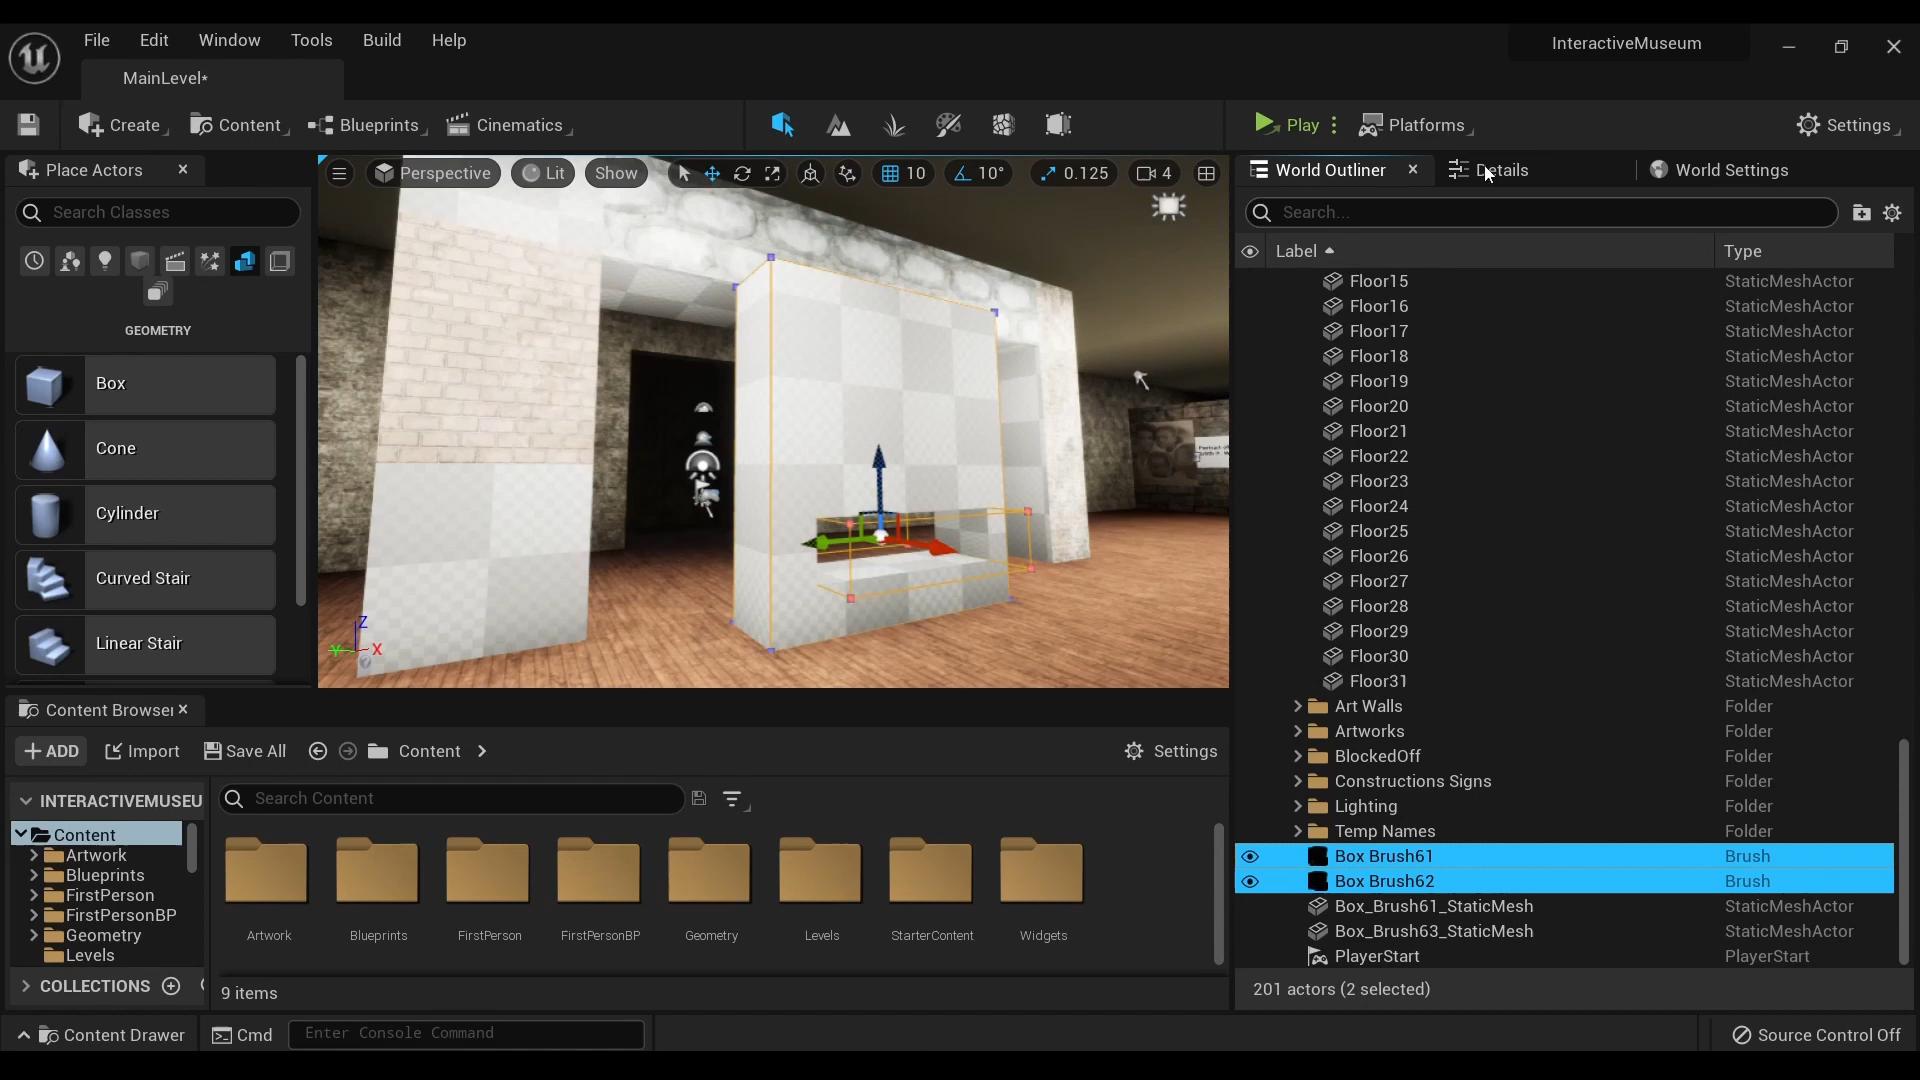 File Edit Window Tools Build Help
InteractiveMuseum
MainLevel*
Create Content Blueprints Cinematics Play Platforms Settings
Place Actors
Perspective Lit Show 10 10° 0.125 4
World Outliner Details World Settings
Search Classes
Search...
Label Type
GEOMETRY
Box
Cone
Cylinder
Curved Stair
Linear Stair
Z
Y X
Floor15 StaticMeshActor
Floor16 StaticMeshActor
Floor17 StaticMeshActor
Floor18 StaticMeshActor
Floor19 StaticMeshActor
Floor20 StaticMeshActor
Floor21 StaticMeshActor
Floor22 StaticMeshActor
Floor23 StaticMeshActor
Floor24 StaticMeshActor
Floor25 StaticMeshActor
Floor26 StaticMeshActor
Floor27 StaticMeshActor
Floor28 StaticMeshActor
Floor29 StaticMeshActor
Floor30 StaticMeshActor
Floor31 StaticMeshActor
Art Walls Folder
Artworks Folder
BlockedOff Folder
Constructions Signs Folder
Lighting Folder
Temp Names Folder
Box Brush61 Brush
Box Brush62 Brush
Box_Brush61_StaticMesh StaticMeshActor
Box_Brush63_StaticMesh StaticMeshActor
PlayerStart PlayerStart
201 actors (2 selected)
Content Browser
ADD Import Save All Content Settings
INTERACTIVEMUSEU
Search Content
Content
Artwork
Blueprints
FirstPerson
FirstPersonBP
Geometry
Levels
COLLECTIONS
Artwork Blueprints FirstPerson FirstPersonBP Geometry Levels StarterContent Widgets
9 items
Content Drawer Cmd Enter Console Command Source Control Off